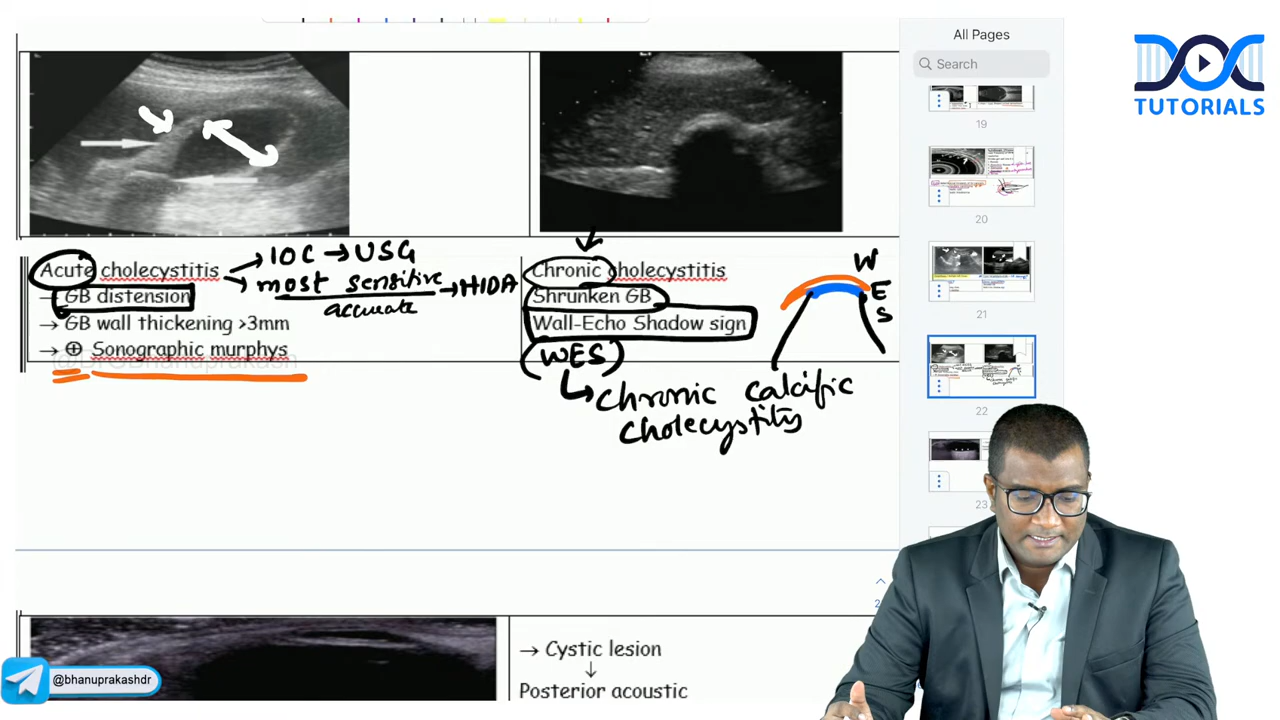 All Pages
Search
19
20
21
22
23
DOC
TUTORIALS
Acute cholecystitis
→ IOC → USG
→ most sensitive → HIDA
accurate
→ GB distension
→ GB wall thickening >3mm
→ ⊕ Sonographic murphys
Chronic cholecystitis
Shrunken GB
Wall-Echo Shadow sign
(WES)
Chronic calcific
cholecystitis
W
E
S
→ Cystic lesion
↓
Posterior acoustic
@bhanuprakashdr